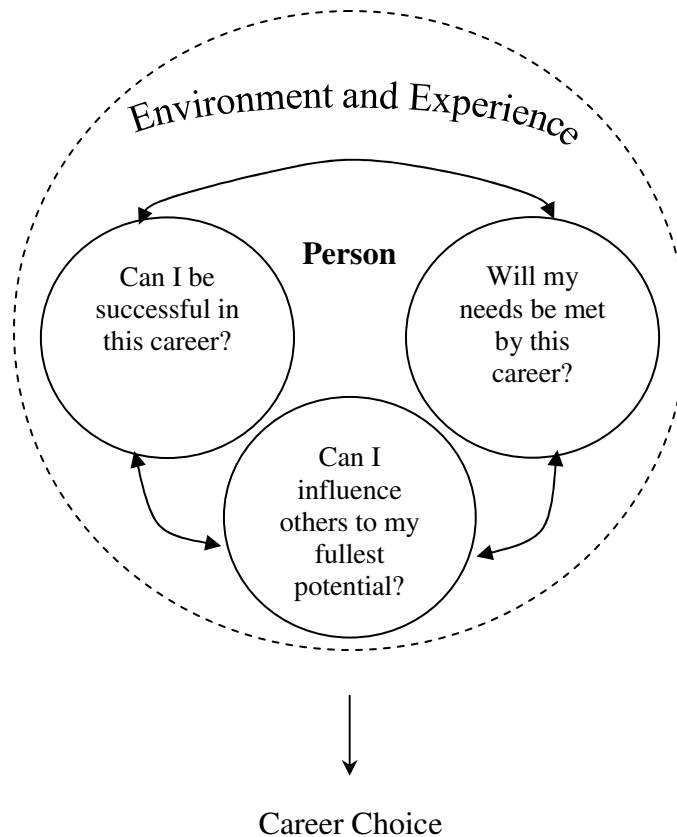 Environment and Experience
Person
Can I be
successful in
this career?
Will my
needs be met
by this
career?
Can I
influence
others to my
fullest
potential?
Career Choice